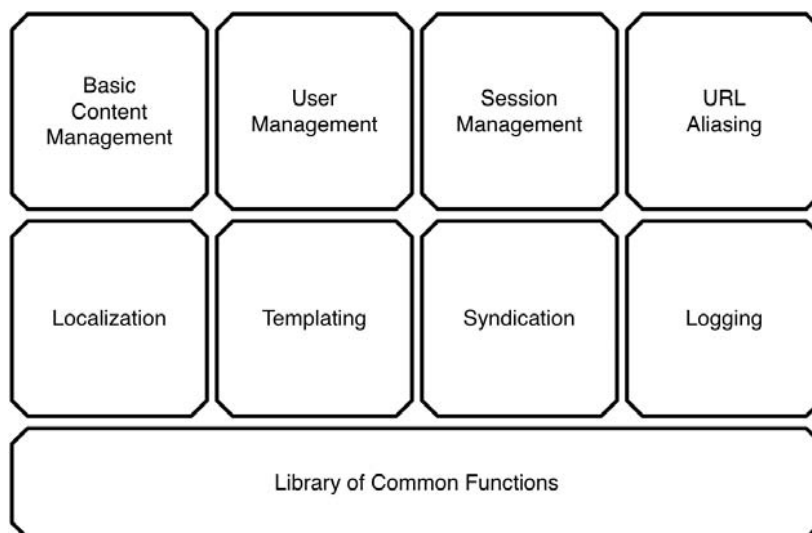 Basic
Content
Management
User
Management
Session
Management
URL
Aliasing
Localization
Templating
Syndication
Logging
Library of Common Functions